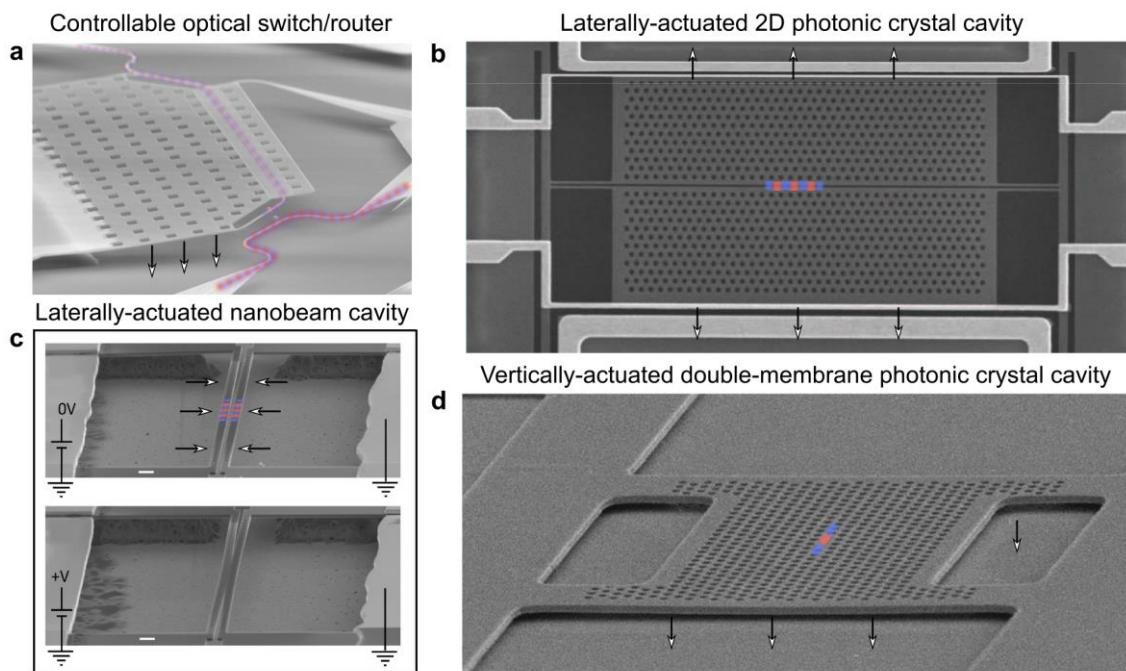 Controllable optical switch/router
a
Laterally-actuated 2D photonic crystal cavity
b
Laterally-actuated nanobeam cavity
c
0V
+V
Vertically-actuated double-membrane photonic crystal cavity
d